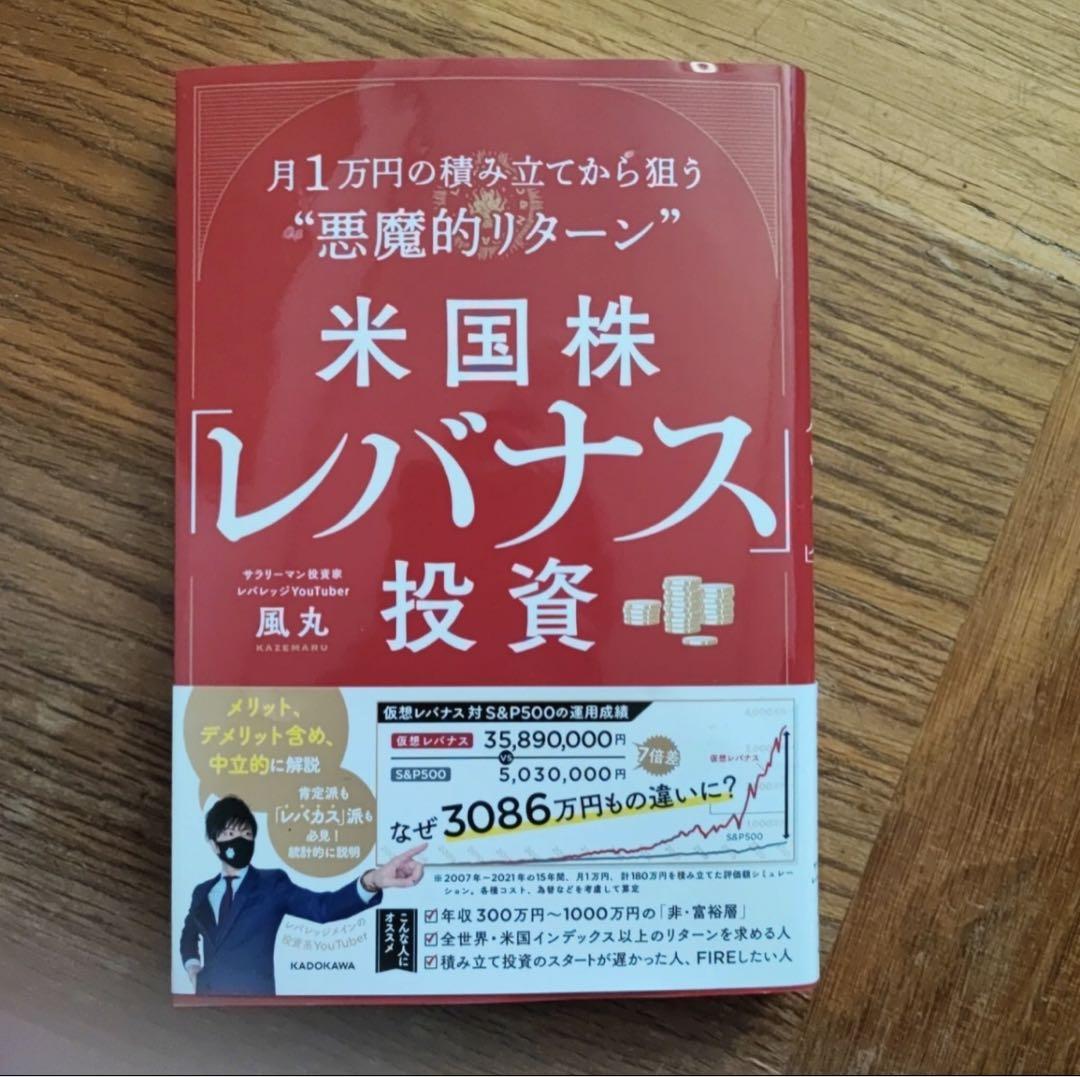 月1万円の積み立てから狙う
“悪魔的リターン”
米国株
「レバナス」
投資
サラリーマン投資家
レバレッジYouTuber
風丸
KAZEMARU
メリット、
デメリット含め、
中立的に解説
肯定派も
「レバカス」派も
必見!
統計的に説明
レバレッジメインの
投資系YouTuber
KADOKAWA
仮想レバナス対S&P500の運用成績
仮想レバナス 35,890,000円
VS
S&P500 5,030,000円
7倍差
なぜ3086万円もの違いに?
仮想レバナス
S&P500
※2007年−2021年の15年間、月1万円、計180万円を積み立てた評価額シミュレー
ション。各種コスト、為替などを考慮して算定
こんな人に
オススメ
年収300万円〜1000万円の「非・富裕層」
全世界・米国インデックス以上のリターンを求める人
積み立て投資のスタートが遅かった人、FIREしたい人